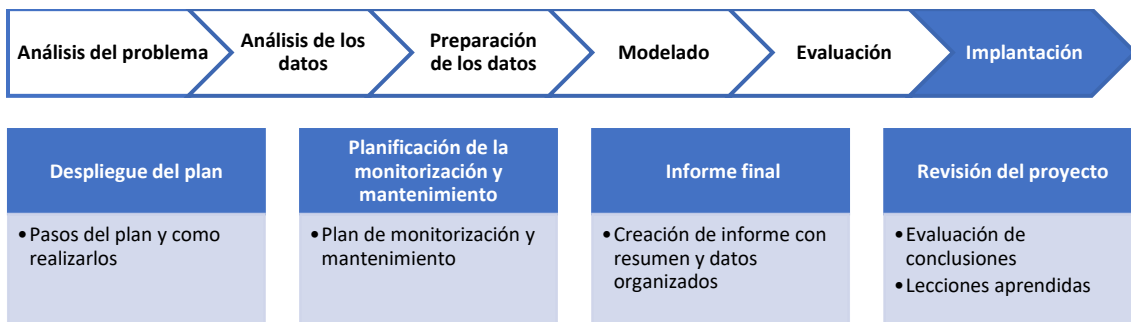 Análisis del problema
Análisis de los
datos
Preparación
de los datos
Modelado
Evaluación
Implantación
Despliegue del plan
•Pasos del plan y como
realizarlos
Planificación de la
monitorización y
mantenimiento
•Plan de monitorización y
mantenimiento
Informe final
•Creación de informe con
resumen y datos
organizados
Revisión del proyecto
•Evaluación de
conclusiones
•Lecciones aprendidas